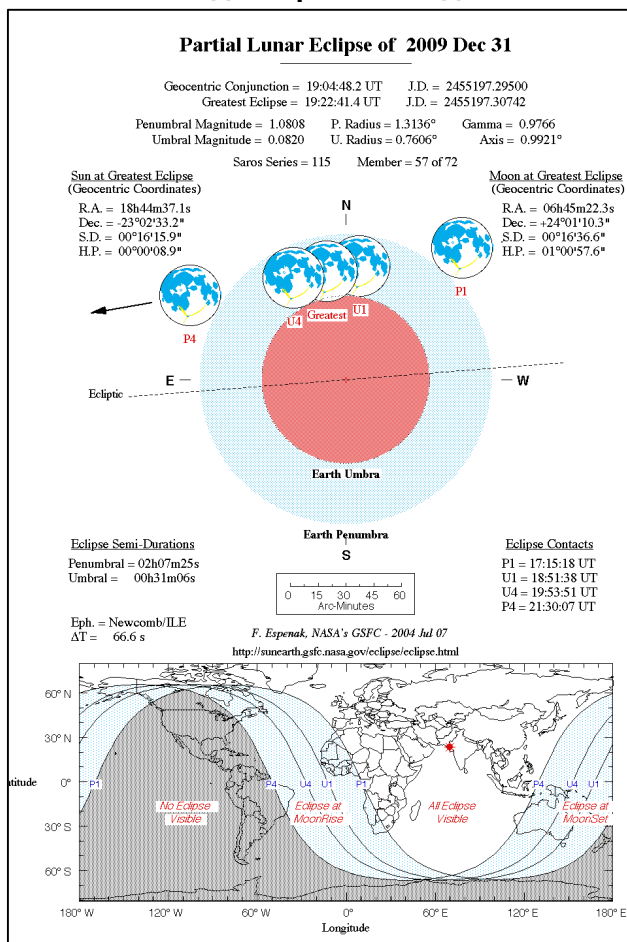 Partial Lunar Eclipse of 2009 Dec 31
Geocentric Conjunction = 19:04:48.2 UT J.D. = 2455197.29500
Greatest Eclipse = 19:22:41.4 UT J.D. = 2455197.30742
Penumbral Magnitude = 1.0808 P. Radius = 1.3136° Gamma = 0.9766
Umbral Magnitude = 0.0820 U. Radius = 0.7606° Axis = 0.9921°
Saros Series = 115 Member = 57 of 72
Sun at Greatest Eclipse
(Geocentric Coordinates)
R.A. = 18h44m37.1s
Dec. = -23°02'33.2"
S.D. = 00°16'15.9"
H.P. = 00°00'08.9"
Moon at Greatest Eclipse
(Geocentric Coordinates)
R.A. = 06h45m22.3s
Dec. = +24°01'10.3"
S.D. = 00°16'36.6"
H.P. = 01°00'57.6"
N
P1
P4
U4
Greatest
U1
E
W
Ecliptic
Earth Umbra
Earth Penumbra
S
Eclipse Semi-Durations
Penumbral = 02h07m25s
Umbral = 00h31m06s
Eph. = Newcomb/ILE
ΔT = 66.6 s
0 15 30 45 60
Arc-Minutes
Eclipse Contacts
P1 = 17:15:18 UT
U1 = 18:51:38 UT
U4 = 19:53:51 UT
P4 = 21:30:07 UT
F. Espenak, NASA's GSFC - 2004 Jul 07
http://sunearth.gsfc.nasa.gov/eclipse/eclipse.html
60° N
30° N
0°
30° S
60° S
P1 P4 U4 U1 P1 P4 U4 U1
No Eclipse
Visible
Eclipse at
MoonRise
All Eclipse
Visible
Eclipse at
MoonSet
180° W 120° W 60° W 0° 60° E 120° E 180° E
Longitude